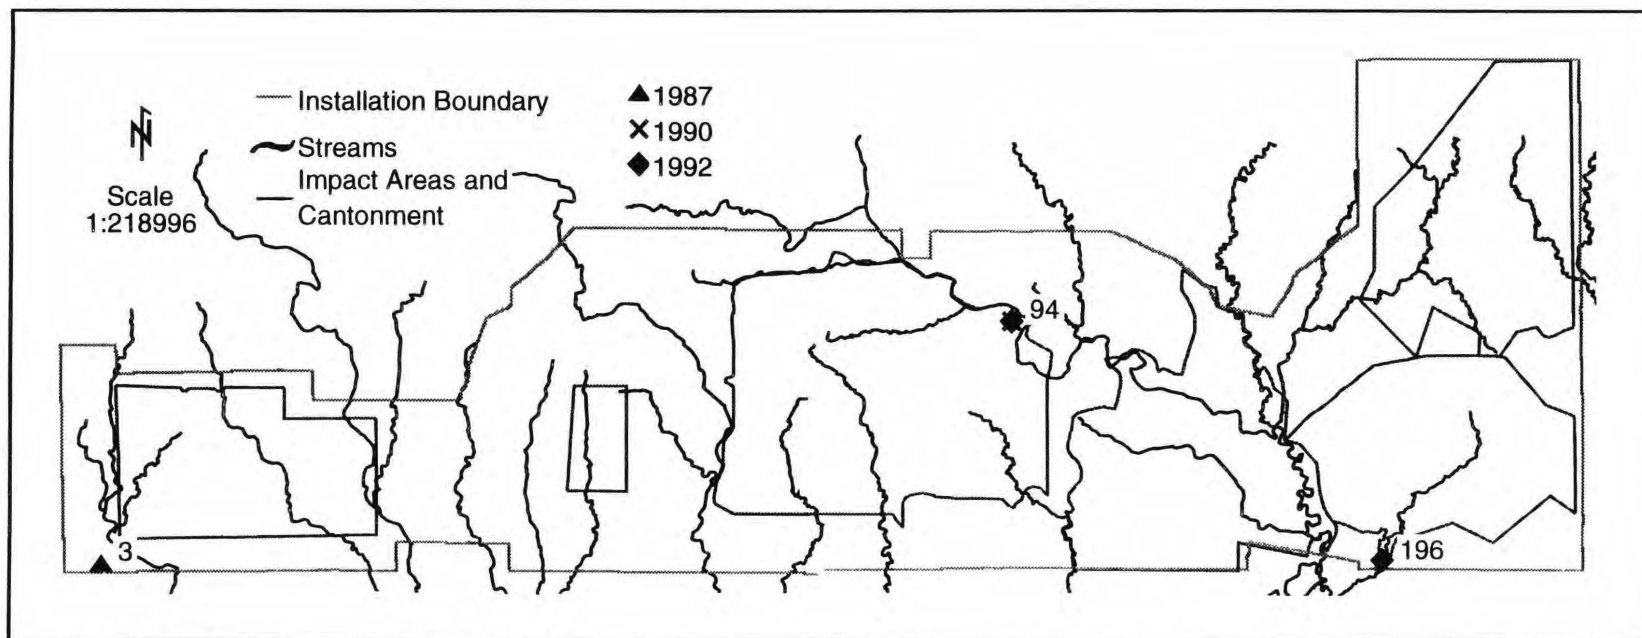 N
Scale
1:218996
Installation Boundary
Streams
Impact Areas and
Cantonment
1987
1990
1992
94
3
196